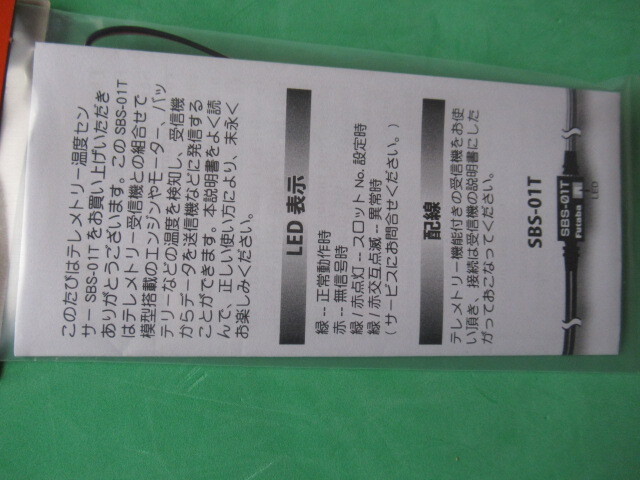 このたびはテレメトリー温度セン
サー SBS-01T をお買い上げいただき
ありがとうございます。この SBS-01T
はテレメトリー受信機との組合せで
模型搭載のエンジンやモーター、バッ
テリーなどの温度を検知し、受信機
からデータを送信機などに発信する
ことができます。本説明書をよく読
んで、正しい使い方により、末永く
お楽しみください。
LED 表示
緑 -- 正常動作時
赤 -- 無信号時
緑 / 赤点灯 -- スロット No. 設定時
緑 / 赤交互点滅 -- 異常時
（サービスにお問合せください。）
配線
テレメトリー機能付きの受信機をお使
い頂き、接続は受信機の説明書にした
がっておこなってください。
SBS-01T
SBS-01T
Futaba
LED